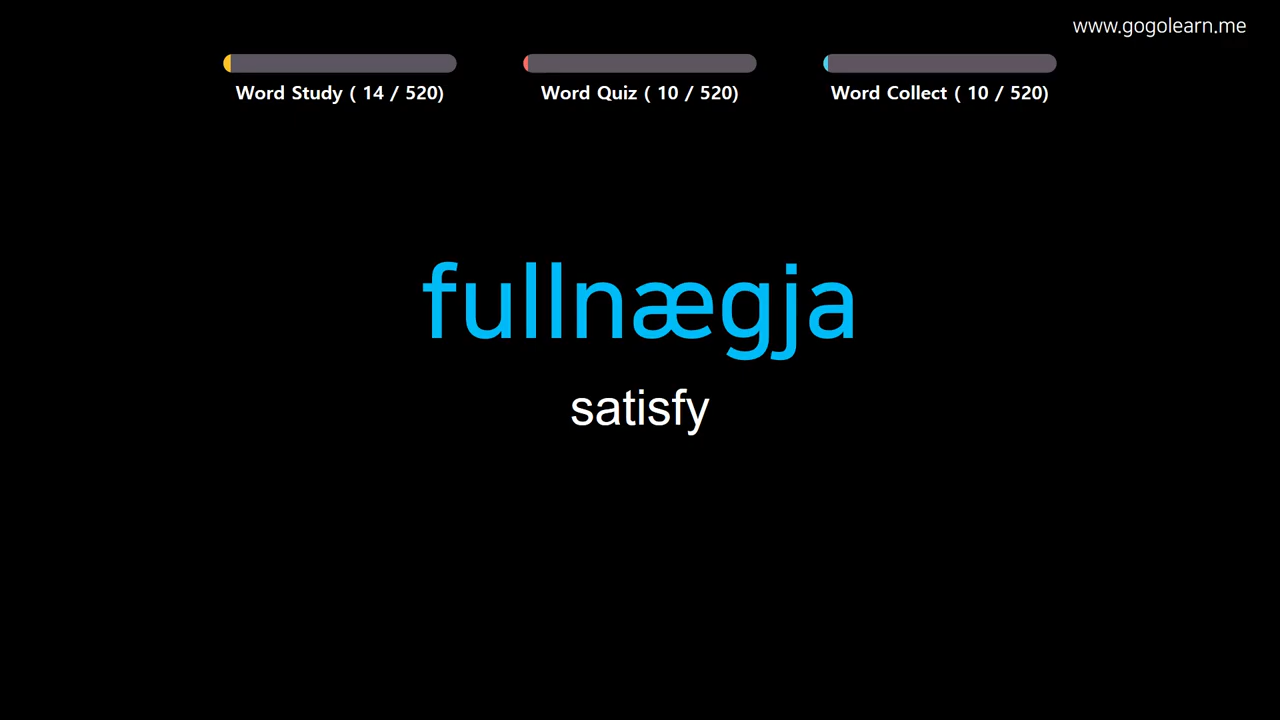 www.gogolearn.me
Word Study ( 14 / 520)
Word Quiz ( 10 / 520)
Word Collect ( 10 / 520)
fullnægja
satisfy